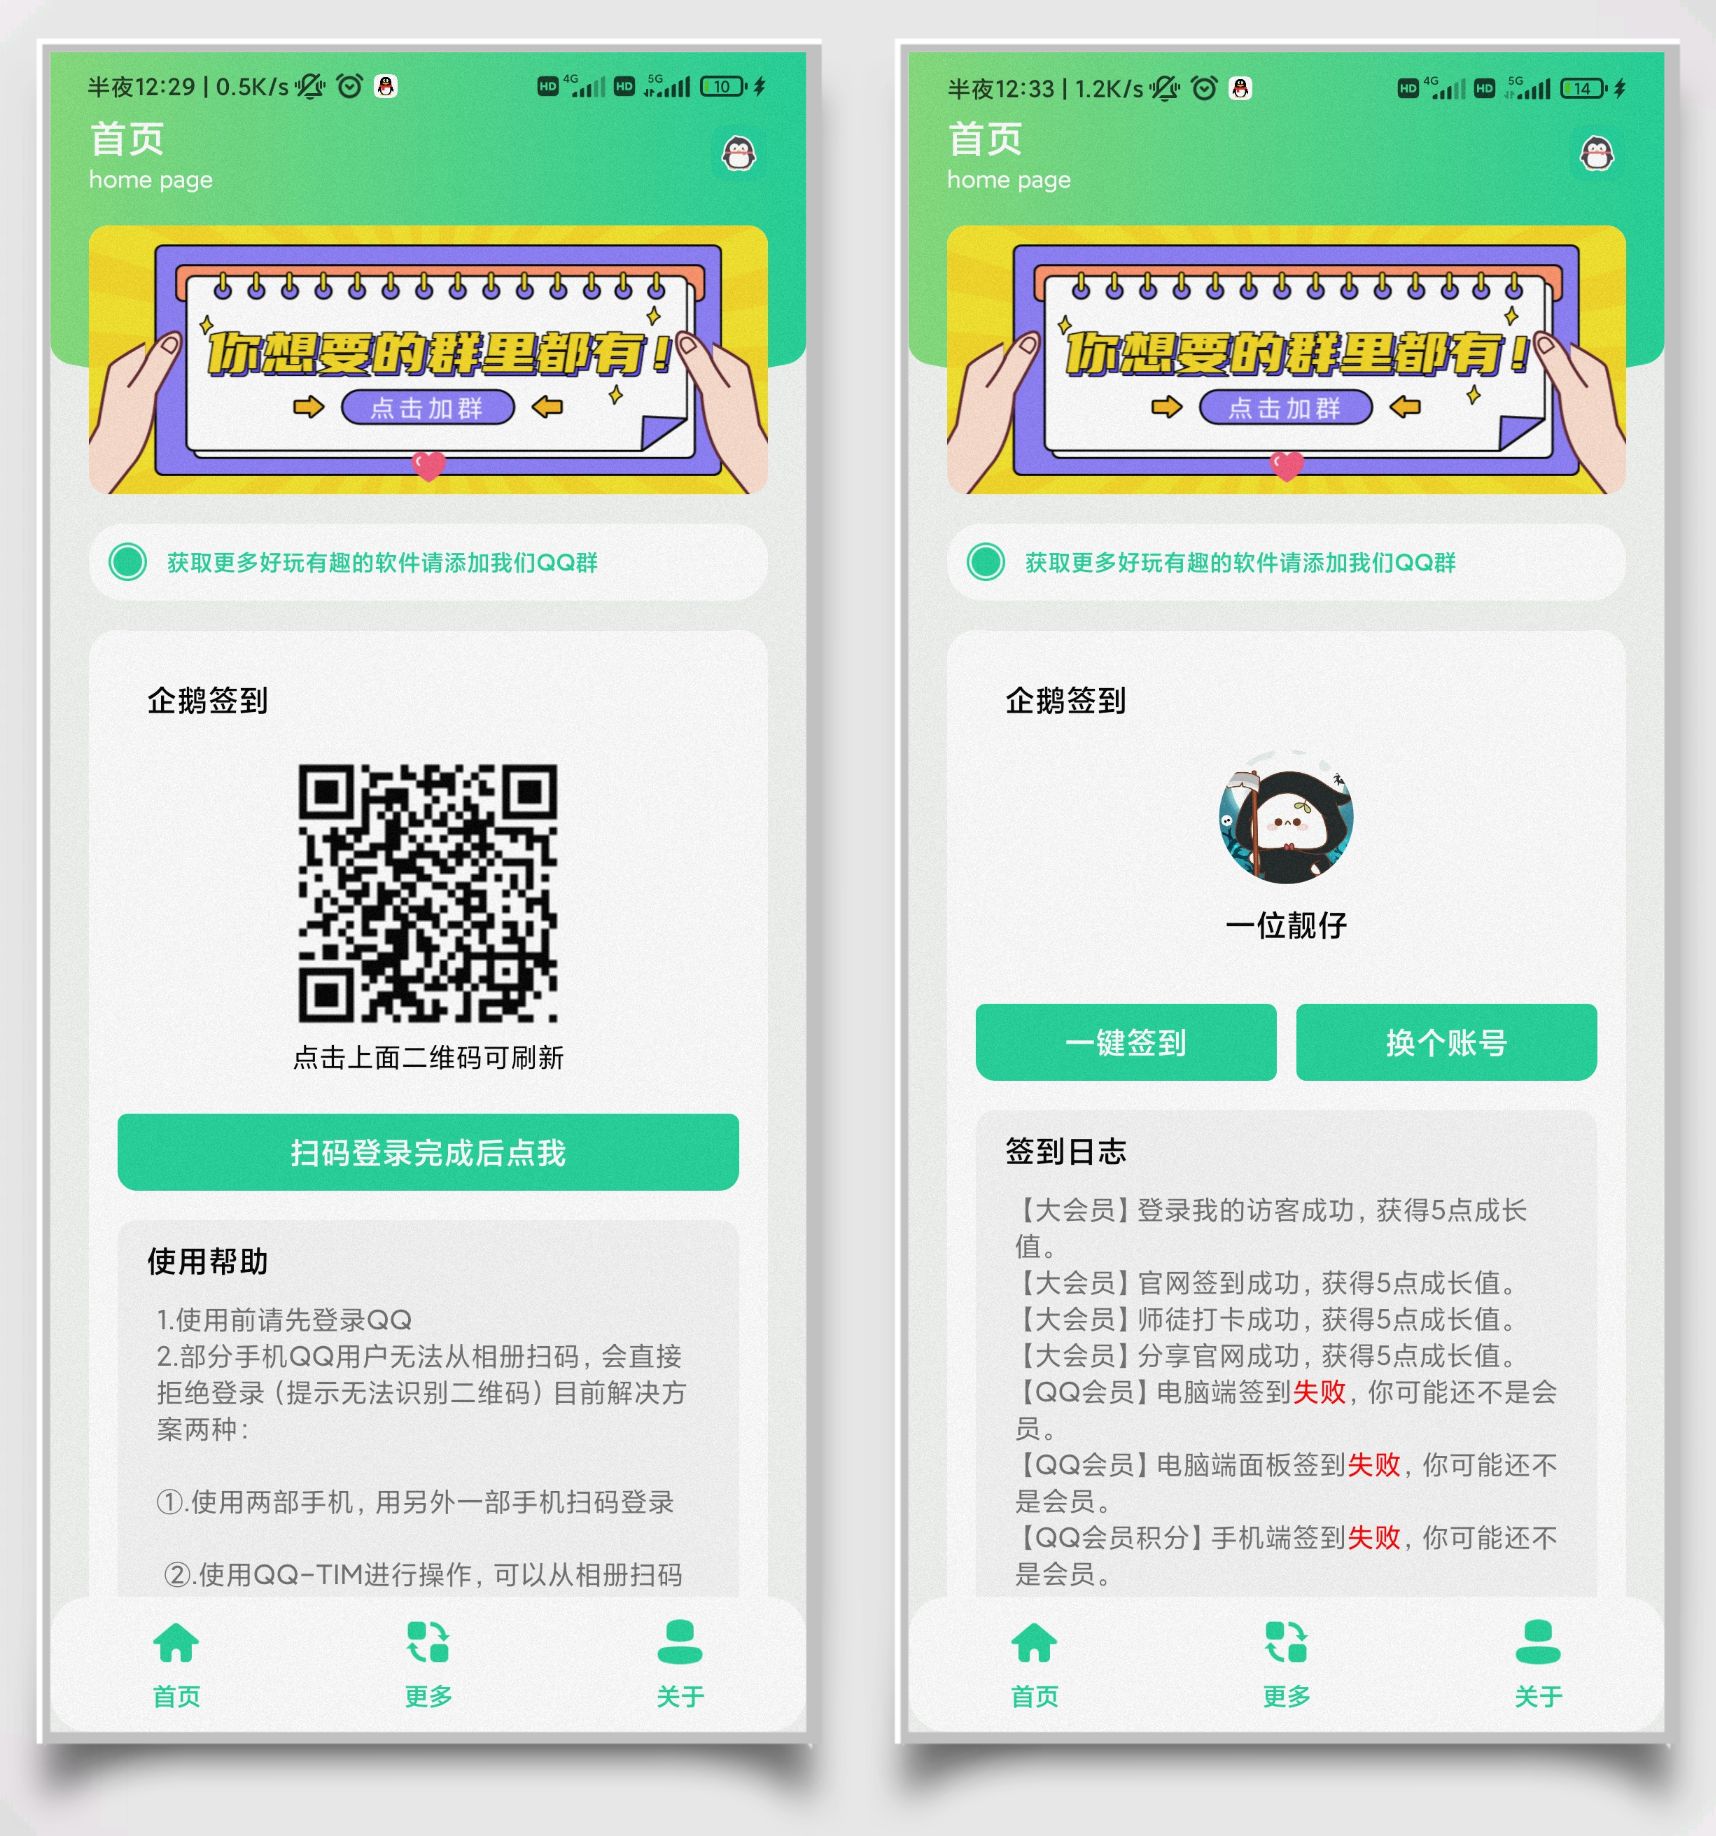 半夜12:29 | 0.5K/s
HD 4G HD 5G 10
首页
home page
你想要的群里都有!
点击加群
获取更多好玩有趣的软件请添加我们QQ群
企鹅签到
点击上面二维码可刷新
扫码登录完成后点我
使用帮助
1.使用前请先登录QQ
2.部分手机QQ用户无法从相册扫码,会直接
拒绝登录(提示无法识别二维码)目前解决方
案两种:
①.使用两部手机,用另外一部手机扫码登录
②.使用QQ-TIM进行操作,可以从相册扫码
首页
更多
关于
半夜12:33 | 1.2K/s
HD 4G HD 5G 14
首页
home page
你想要的群里都有!
点击加群
获取更多好玩有趣的软件请添加我们QQ群
企鹅签到
一位靓仔
一键签到
换个账号
签到日志
【大会员】登录我的访客成功,获得5点成长
值。
【大会员】官网签到成功,获得5点成长值。
【大会员】师徒打卡成功,获得5点成长值。
【大会员】分享官网成功,获得5点成长值。
【QQ会员】电脑端签到失败,你可能还不是会
员。
【QQ会员】电脑端面板签到失败,你可能还不
是会员。
【QQ会员积分】手机端签到失败,你可能还不
是会员。
首页
更多
关于